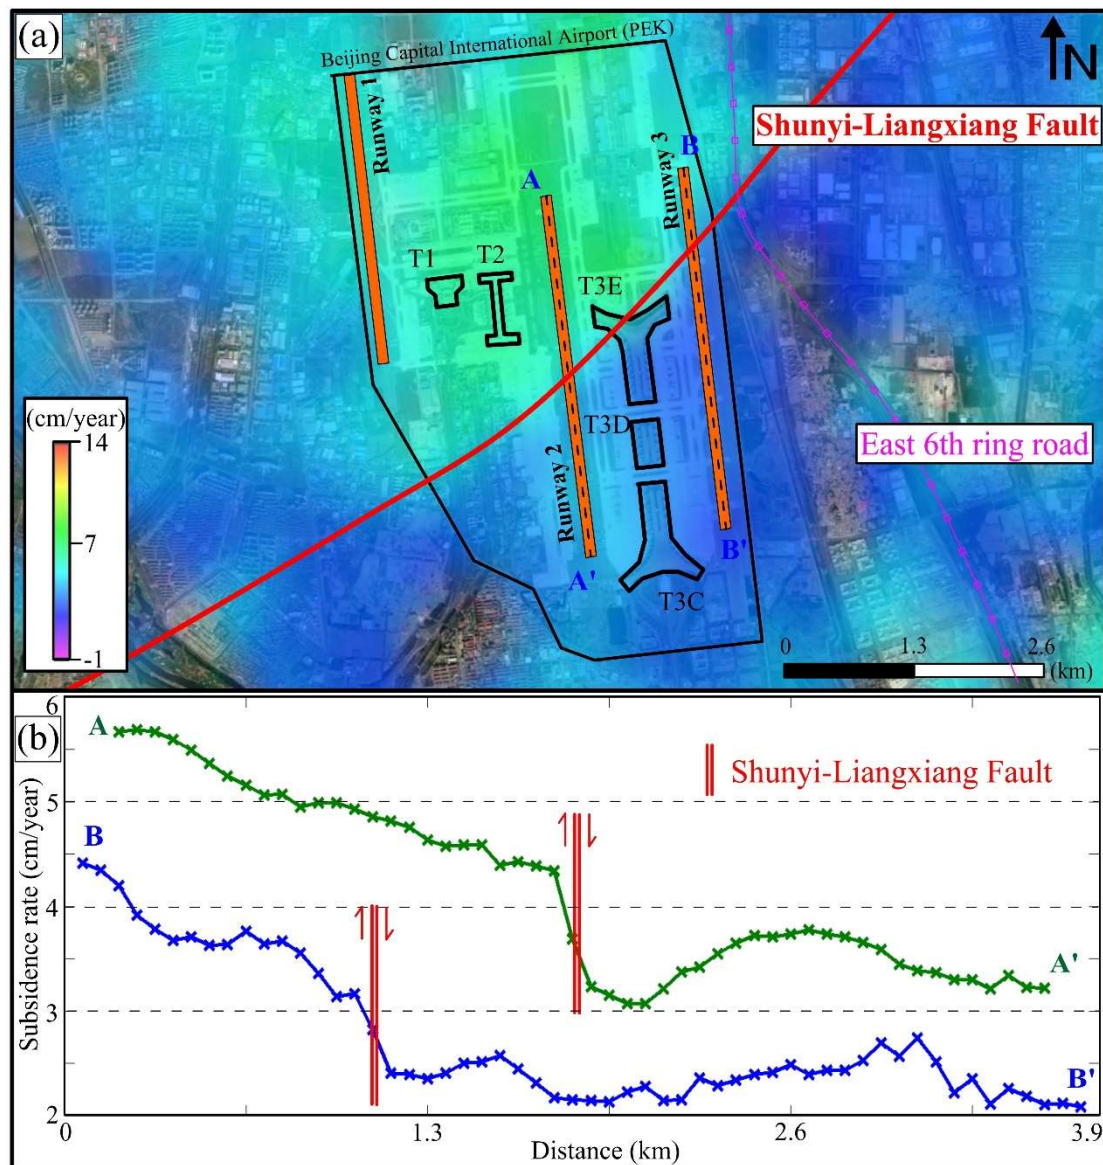 (a)
Beijing Capital International Airport (PEK)
N
Runway 1
Shunyi-Liangxiang Fault
Runway 3
B
A
T1
T2
T3E
(cm/year)
14
7
-1
T3D
East 6th ring road
Runway 2
A'
B'
T3C
0
1.3
2.6
(km)
6
(b)
A
Shunyi-Liangxiang Fault
5
B
4
A'
3
B'
2
Subsidence rate (cm/year)
0
1.3
2.6
3.9
Distance (km)